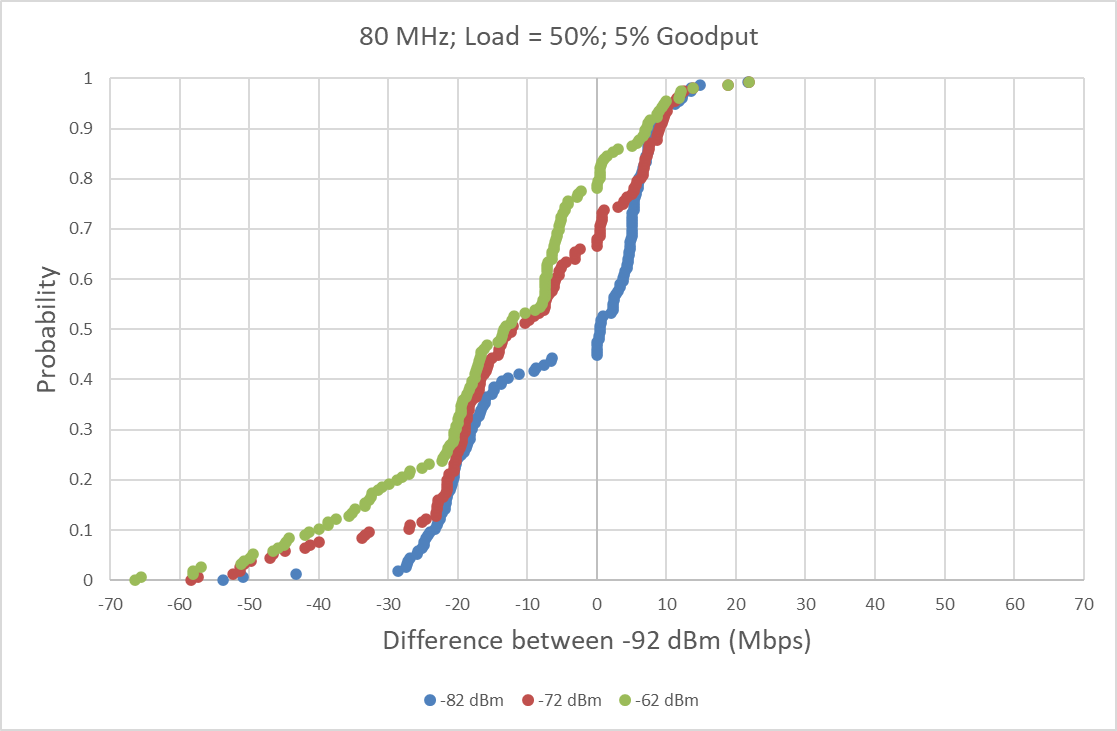 80 MHz; Load = 50%; 5% Goodput
1
0.9
0.8
0.7
0.6
0.5
0.4
0.3
0.2
0.1
0
Probability
-70 -60 -50 -40 -30 -20 -10 0 10 20 30 40 50 60 70
Difference between -92 dBm (Mbps)
-82 dBm -72 dBm -62 dBm